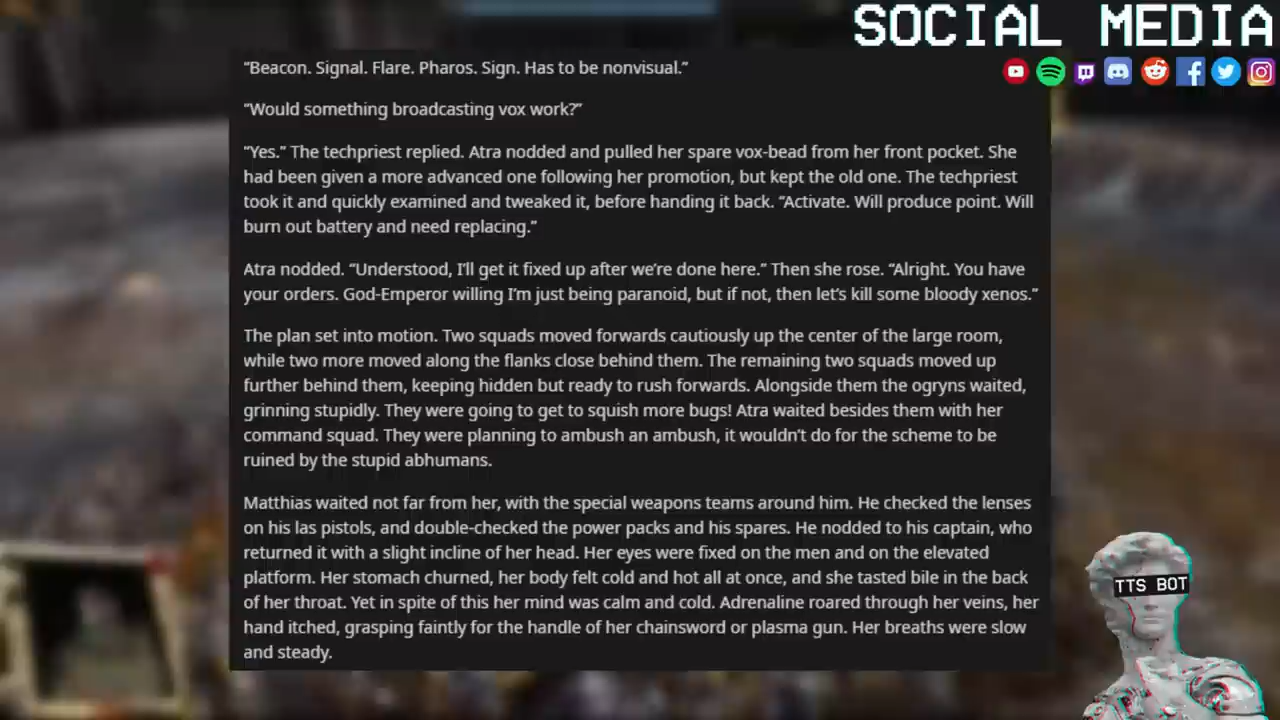 SOCIAL MEDIA
“Beacon. Signal. Flare. Pharos. Sign. Has to be nonvisual.”
“Would something broadcasting vox work?”
“Yes.” The techpriest replied. Atra nodded and pulled her spare vox-bead from her front pocket. She
had been given a more advanced one following her promotion, but kept the old one. The techpriest
took it and quickly examined and tweaked it, before handing it back. “Activate. Will produce point. Will
burn out battery and need replacing.”
Atra nodded. “Understood, I’ll get it fixed up after we’re done here.” Then she rose. “Alright. You have
your orders. God-Emperor willing I’m just being paranoid, but if not, then let’s kill some bloody xenos.”
The plan set into motion. Two squads moved forwards cautiously up the center of the large room,
while two more moved along the flanks close behind them. The remaining two squads moved up
further behind them, keeping hidden but ready to rush forwards. Alongside them the ogryns waited,
grinning stupidly. They were going to get to squish more bugs! Atra waited besides them with her
command squad. They were planning to ambush an ambush, it wouldn’t do for the scheme to be
ruined by the stupid abhumans.
Matthias waited not far from her, with the special weapons teams around him. He checked the lenses
on his las pistols, and double-checked the power packs and his spares. He nodded to his captain, who
returned it with a slight incline of her head. Her eyes were fixed on the men and on the elevated
platform. Her stomach churned, her body felt cold and hot all at once, and she tasted bile in the back
of her throat. Yet in spite of this her mind was calm and cold. Adrenaline roared through her veins, her
hand itched, grasping faintly for the handle of her chainsword or plasma gun. Her breaths were slow
and steady.
TTS BOT